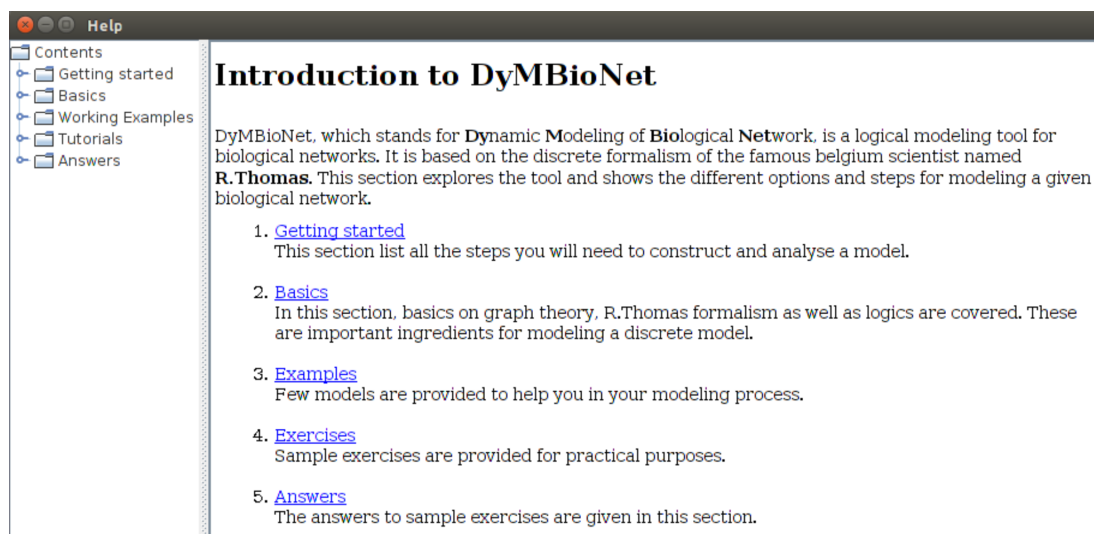 Help
Contents
Getting started
Basics
Working Examples
Tutorials
Answers
Introduction to DyMBioNet
DyMBioNet, which stands for Dynamic Modeling of Biological Network, is a logical modeling tool for
biological networks. It is based on the discrete formalism of the famous belgium scientist named
R.Thomas. This section explores the tool and shows the different options and steps for modeling a given
biological network.
1. Getting started
This section list all the steps you will need to construct and analyse a model.
2. Basics
In this section, basics on graph theory, R.Thomas formalism as well as logics are covered. These
are important ingredients for modeling a discrete model.
3. Examples
Few models are provided to help you in your modeling process.
4. Exercises
Sample exercises are provided for practical purposes.
5. Answers
The answers to sample exercises are given in this section.